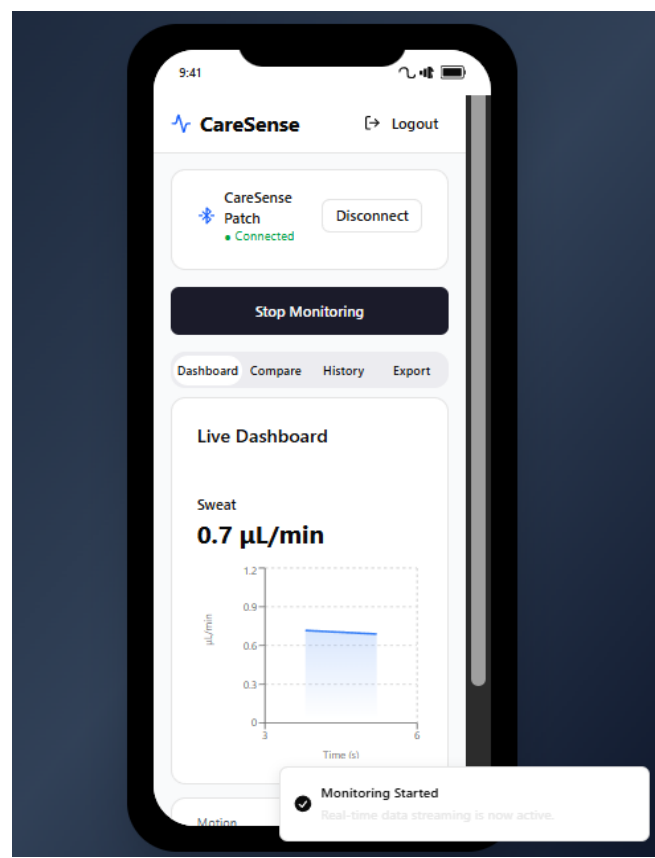 9:41
CareSense
Logout
CareSense
Patch
Disconnect
● Connected
Stop Monitoring
Dashboard Compare History Export
Live Dashboard
Sweat
0.7 µL/min
1.2
0.9
0.6
0.3
0
µL/min
3 6
Time (s)
Monitoring Started
Real-time data streaming is now active.
Motion